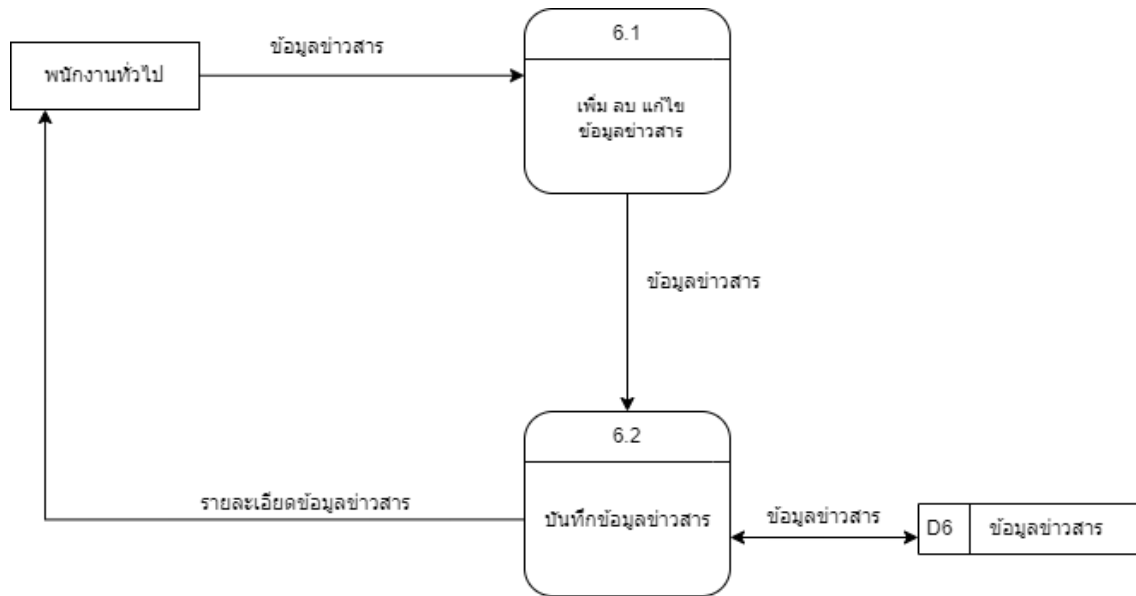 ข้อมูลข่าวสาร
6.1
พนักงานทั่วไป
เพิ่ม ลบ แก้ไข
ข้อมูลข่าวสาร
ข้อมูลข่าวสาร
6.2
รายละเอียดข้อมูลข่าวสาร
บันทึกข้อมูลข่าวสาร
ข้อมูลข่าวสาร
D6
ข้อมูลข่าวสาร